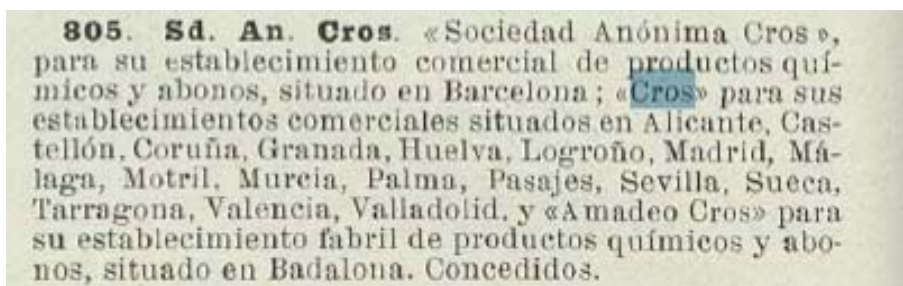 805. Sd. An. Cros. «Sociedad Anónima Cros»,
para su establecimiento comercial de productos quí-
micos y abonos, situado en Barcelona; «Cros» para sus
establecimientos comerciales situados en Alicante, Cas-
tellón, Coruña, Granada, Huelva, Logroño, Madrid, Má-
laga, Motril, Murcia, Palma, Pasajes, Sevilla, Sueca,
Tarragona, Valencia, Valladolid, y «Amadeo Cros» para
su establecimiento fabril de productos químicos y abo-
nos, situado en Badalona. Concedidos.